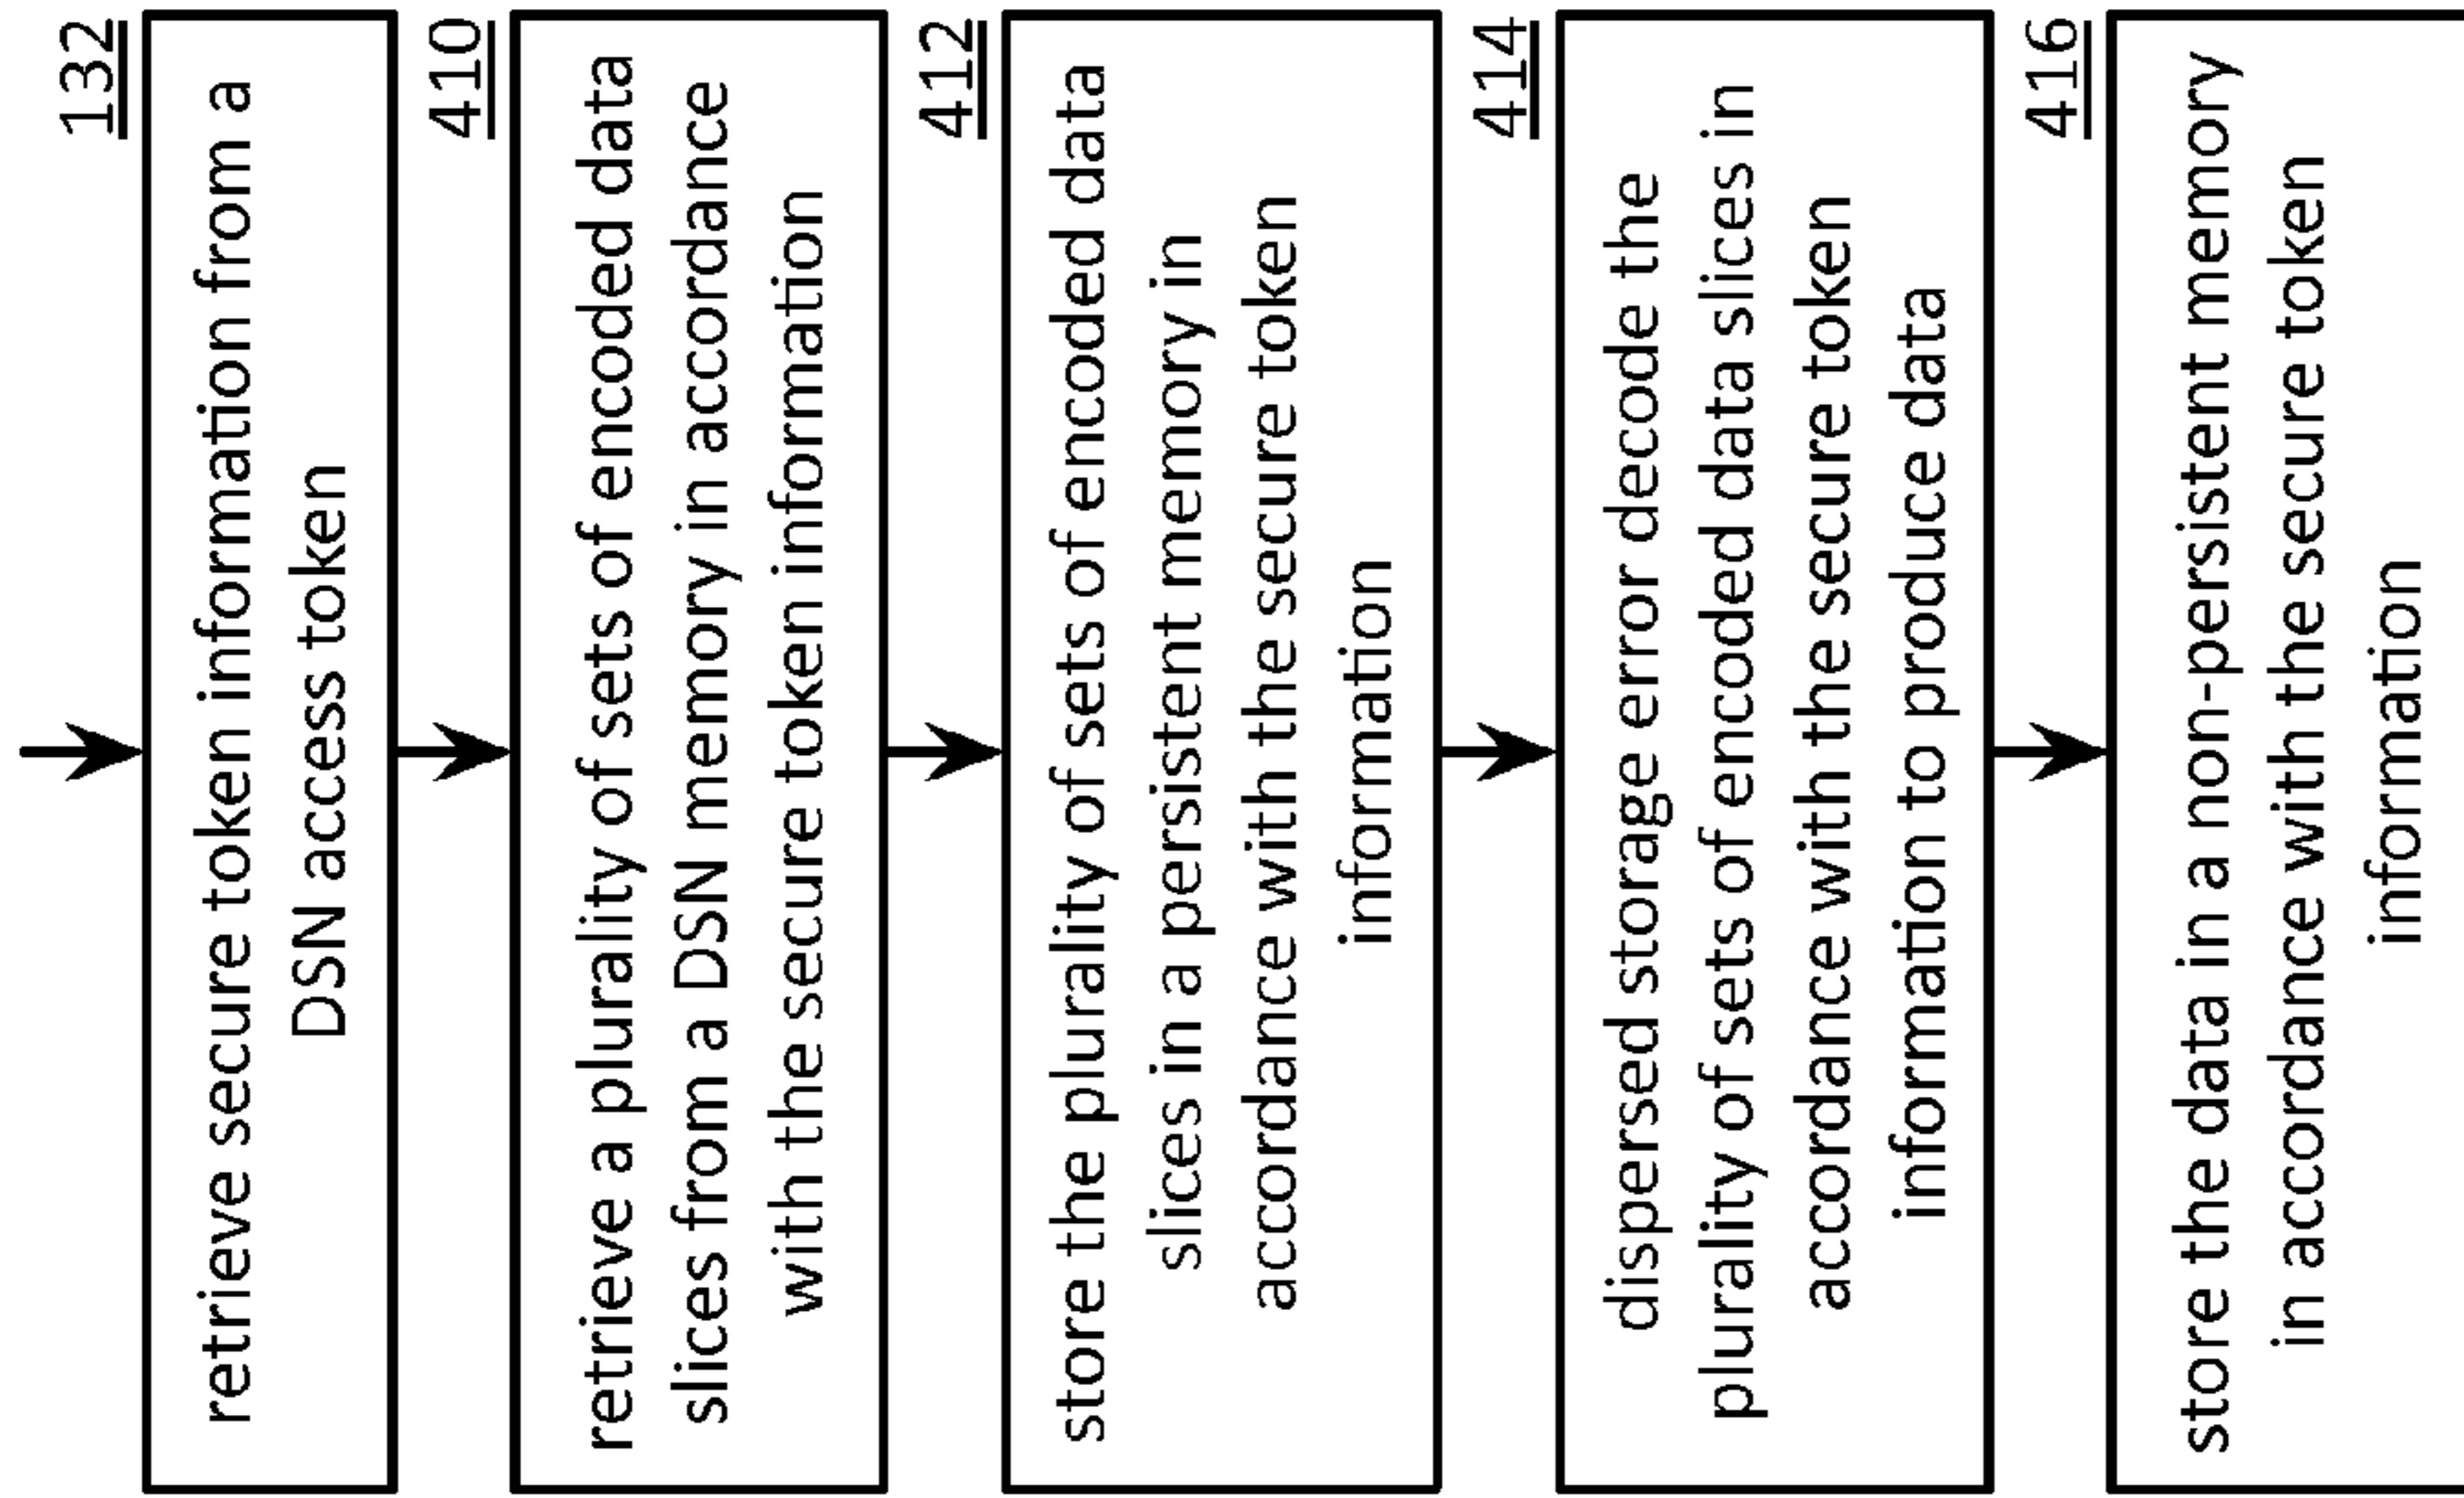 132
retrieve secure token information from a
DSN access token
410
retrieve a plurality of sets of encoded data
slices from a DSN memory in accordance
with the secure token information
412
store the plurality of sets of encoded data
slices in a persistent memory in
accordance with the secure token
information
414
dispersed storage error decode the
plurality of sets of encoded data slices in
accordance with the secure token
information to produce data
416
store the data in a non-persistent memory
in accordance with the secure token
information